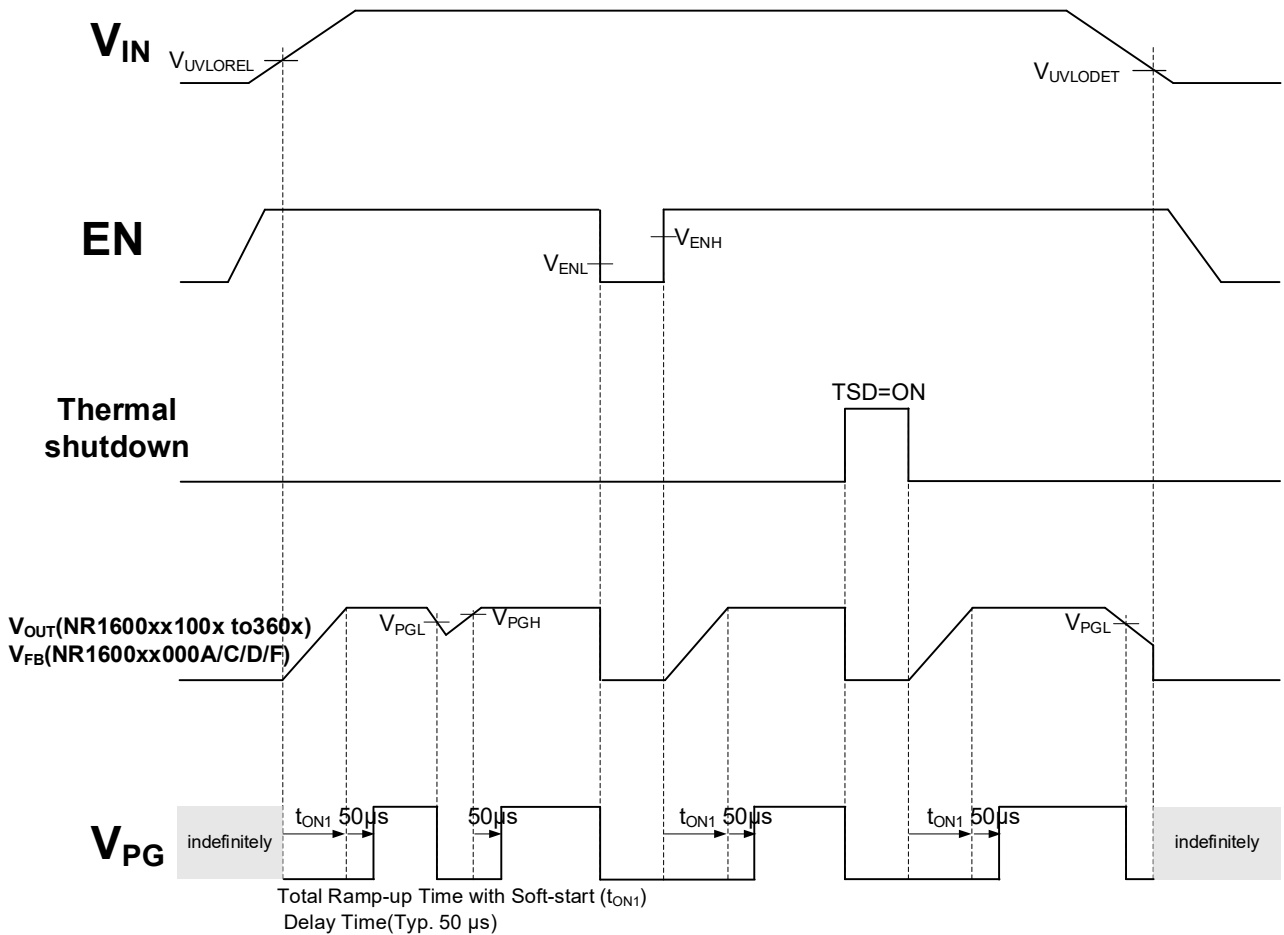 VIN
VUVLOREL
VUVLODET
EN
VENL
VENH
Thermal
shutdown
TSD=ON
VOUT(NR1600xx100x to360x)
VFB(NR1600xx000A/C/D/F)
VPGL
VPGH
VPGL
VPG
indefinitely
tON1 50µs
50µs
tON1 50µs
tON1 50µs
indefinitely
Total Ramp-up Time with Soft-start (tON1)
Delay Time(Typ. 50 µs)